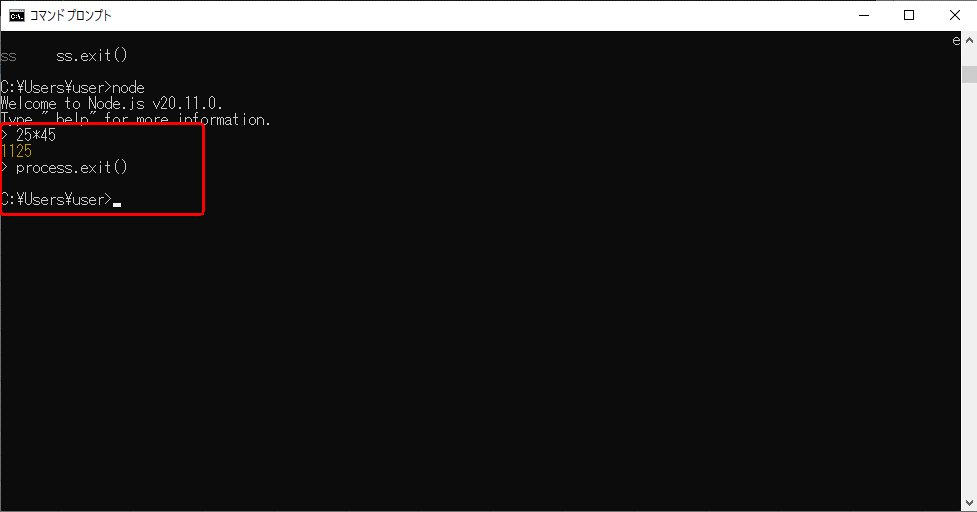 コマンド プロンプト
e
ss     ss.exit()
C:¥Users¥user>node
Welcome to Node.js v20.11.0.
Type ".help" for more information.
> 25*45
1125
> process.exit()
C:¥Users¥user>